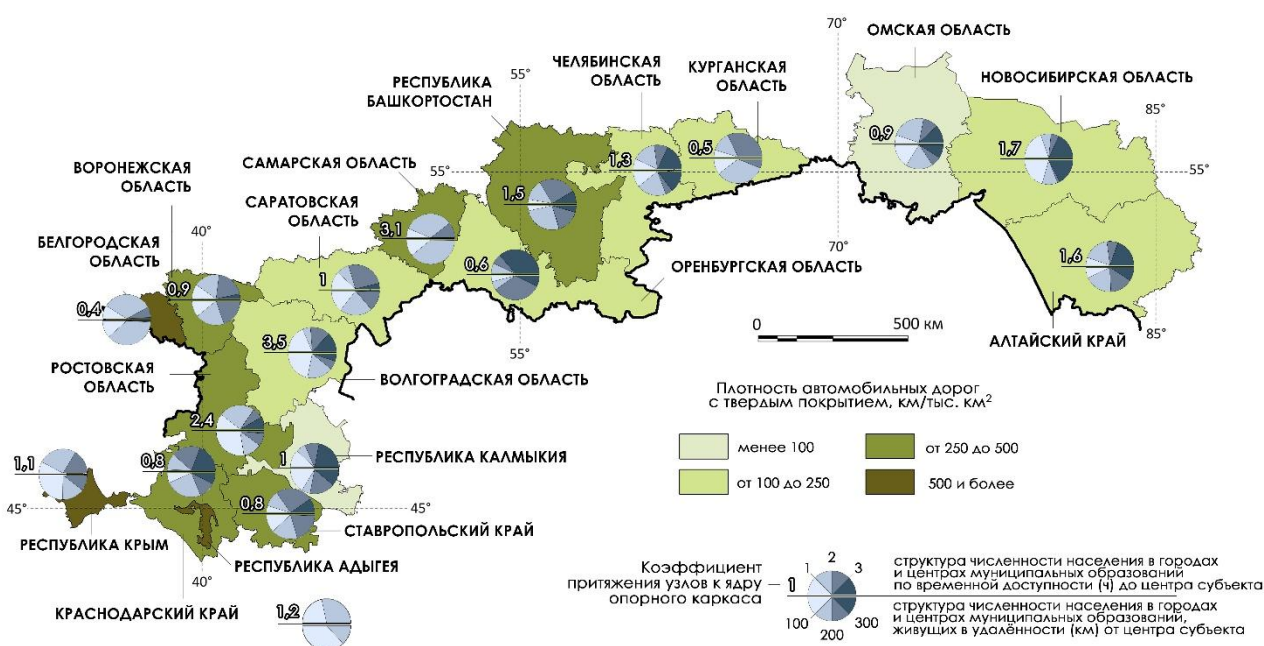 70°
ОМСКАЯ ОБЛАСТЬ
ЧЕЛЯБИНСКАЯ
ОБЛАСТЬ
КУРГАНСКАЯ
ОБЛАСТЬ
НОВОСИБИРСКАЯ ОБЛАСТЬ
55°
РЕСПУБЛИКА
БАШКОРТОСТАН
85°
ВОРОНЕЖСКАЯ
ОБЛАСТЬ
САМАРСКАЯ ОБЛАСТЬ
55°
1,3
0,5
0,9
1,7
55°
САРАТОВСКАЯ
ОБЛАСТЬ
1,5
БЕЛГОРОДСКАЯ
ОБЛАСТЬ
40°
3,1
70°
0,6
ОРЕНБУРГСКАЯ ОБЛАСТЬ
1,6
0,9
1
0,4
0 500 км
85°
АЛТАЙСКИЙ КРАЙ
3,5
55°
РОСТОВСКАЯ
ОБЛАСТЬ
ВОЛГОГРАДСКАЯ ОБЛАСТЬ
Плотность автомобильных дорог
с твердым покрытием, км/тыс. км²
менее 100
от 250 до 500
от 100 до 250
500 и более
2,4
1,1
0,8
1
РЕСПУБЛИКА КАЛМЫКИЯ
45°
0,8
45°
СТАВРОПОЛЬСКИЙ КРАЙ
РЕСПУБЛИКА КРЫМ
РЕСПУБЛИКА АДЫГЕЯ
40°
КРАСНОДАРСКИЙ КРАЙ
1,2
Коэффициент
притяжения узлов к ядру
опорного каркаса
1
1
2
3
100
200
300
структура численности населения в городах
и центрах муниципальных образований
по временной доступности (ч) до центра субъекта
структура численности населения в городах
и центрах муниципальных образований,
живущих в удалённости (км) от центра субъекта